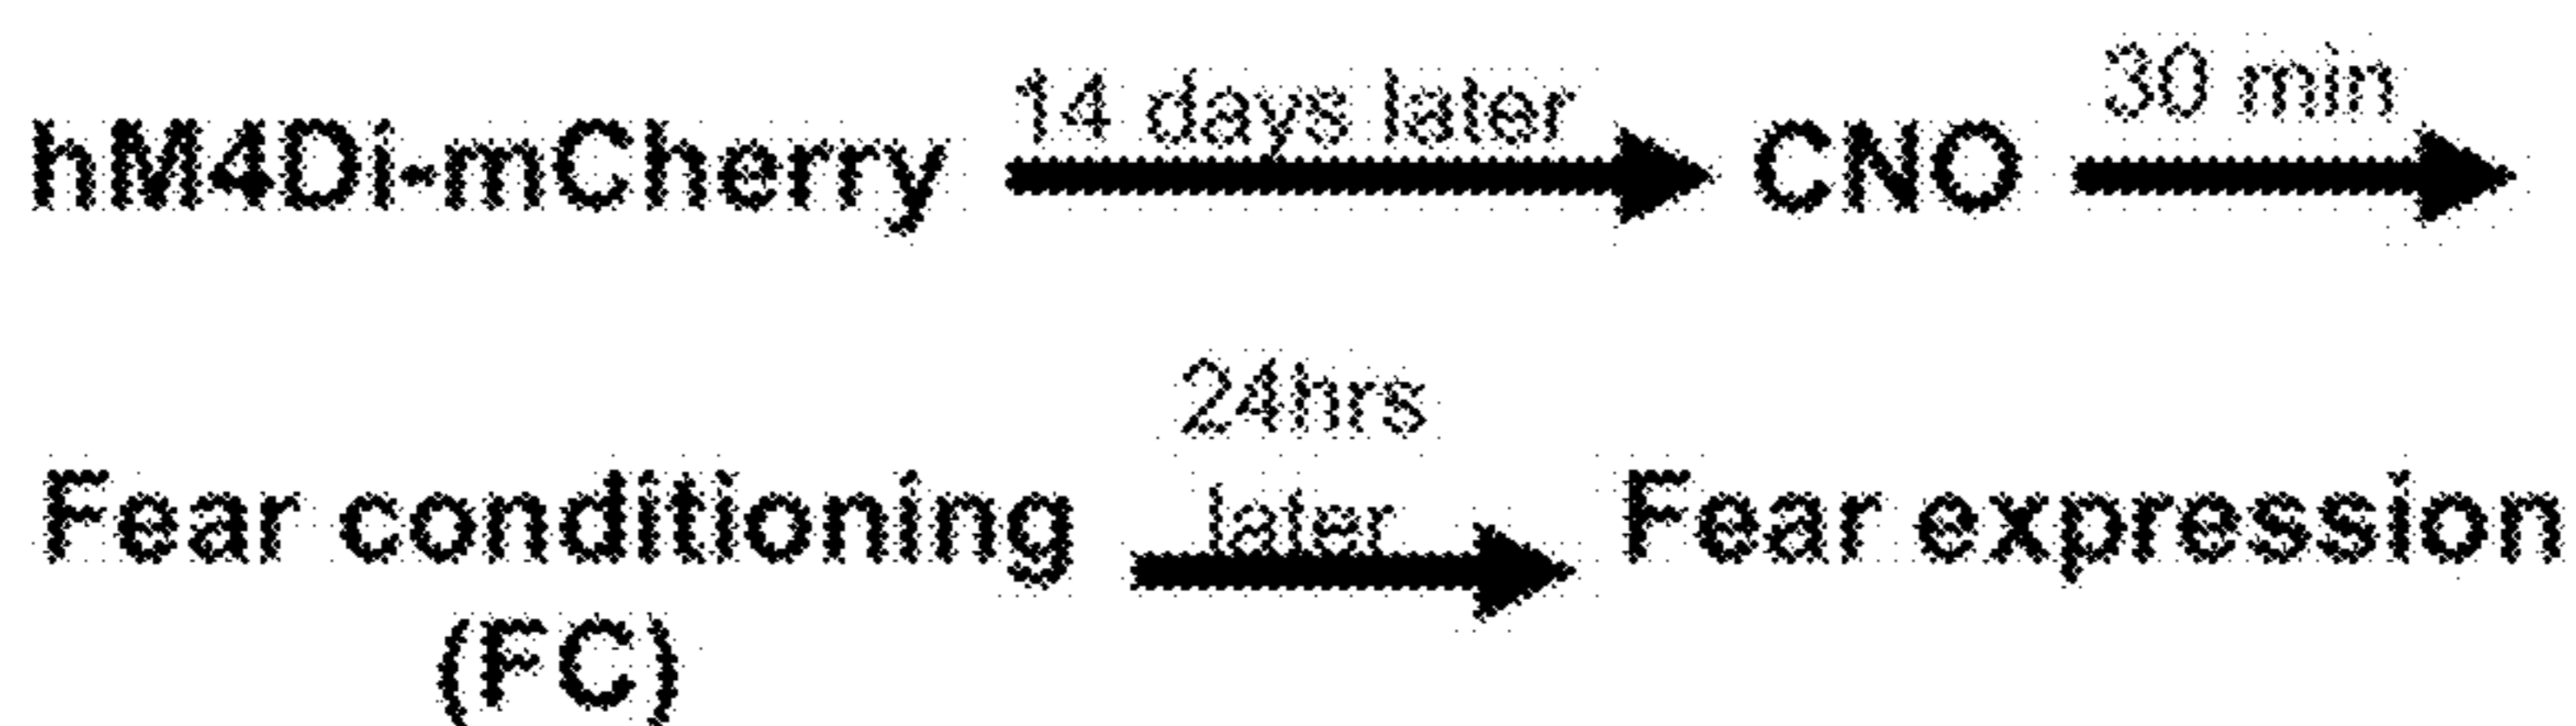 14 days later 30 min
hM4Di-mCherry CNO
24hrs
later
Fear conditioning Fear expression
(FC)